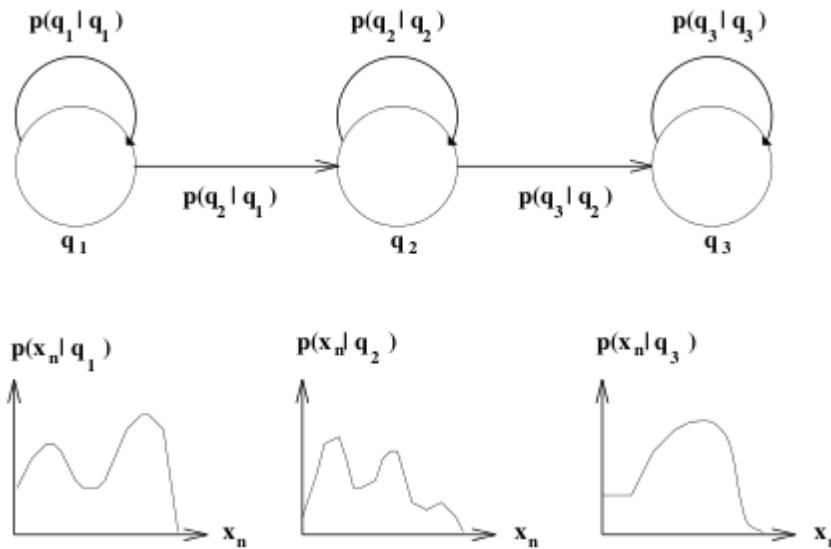 p(q₁ | q₁) p(q₂ | q₂) p(q₃ | q₃)
p(q₂ | q₁) p(q₃ | q₂)
q₁ q₂ q₃
p(xₙ | q₁) p(xₙ | q₂) p(xₙ | q₃)
xₙ xₙ x